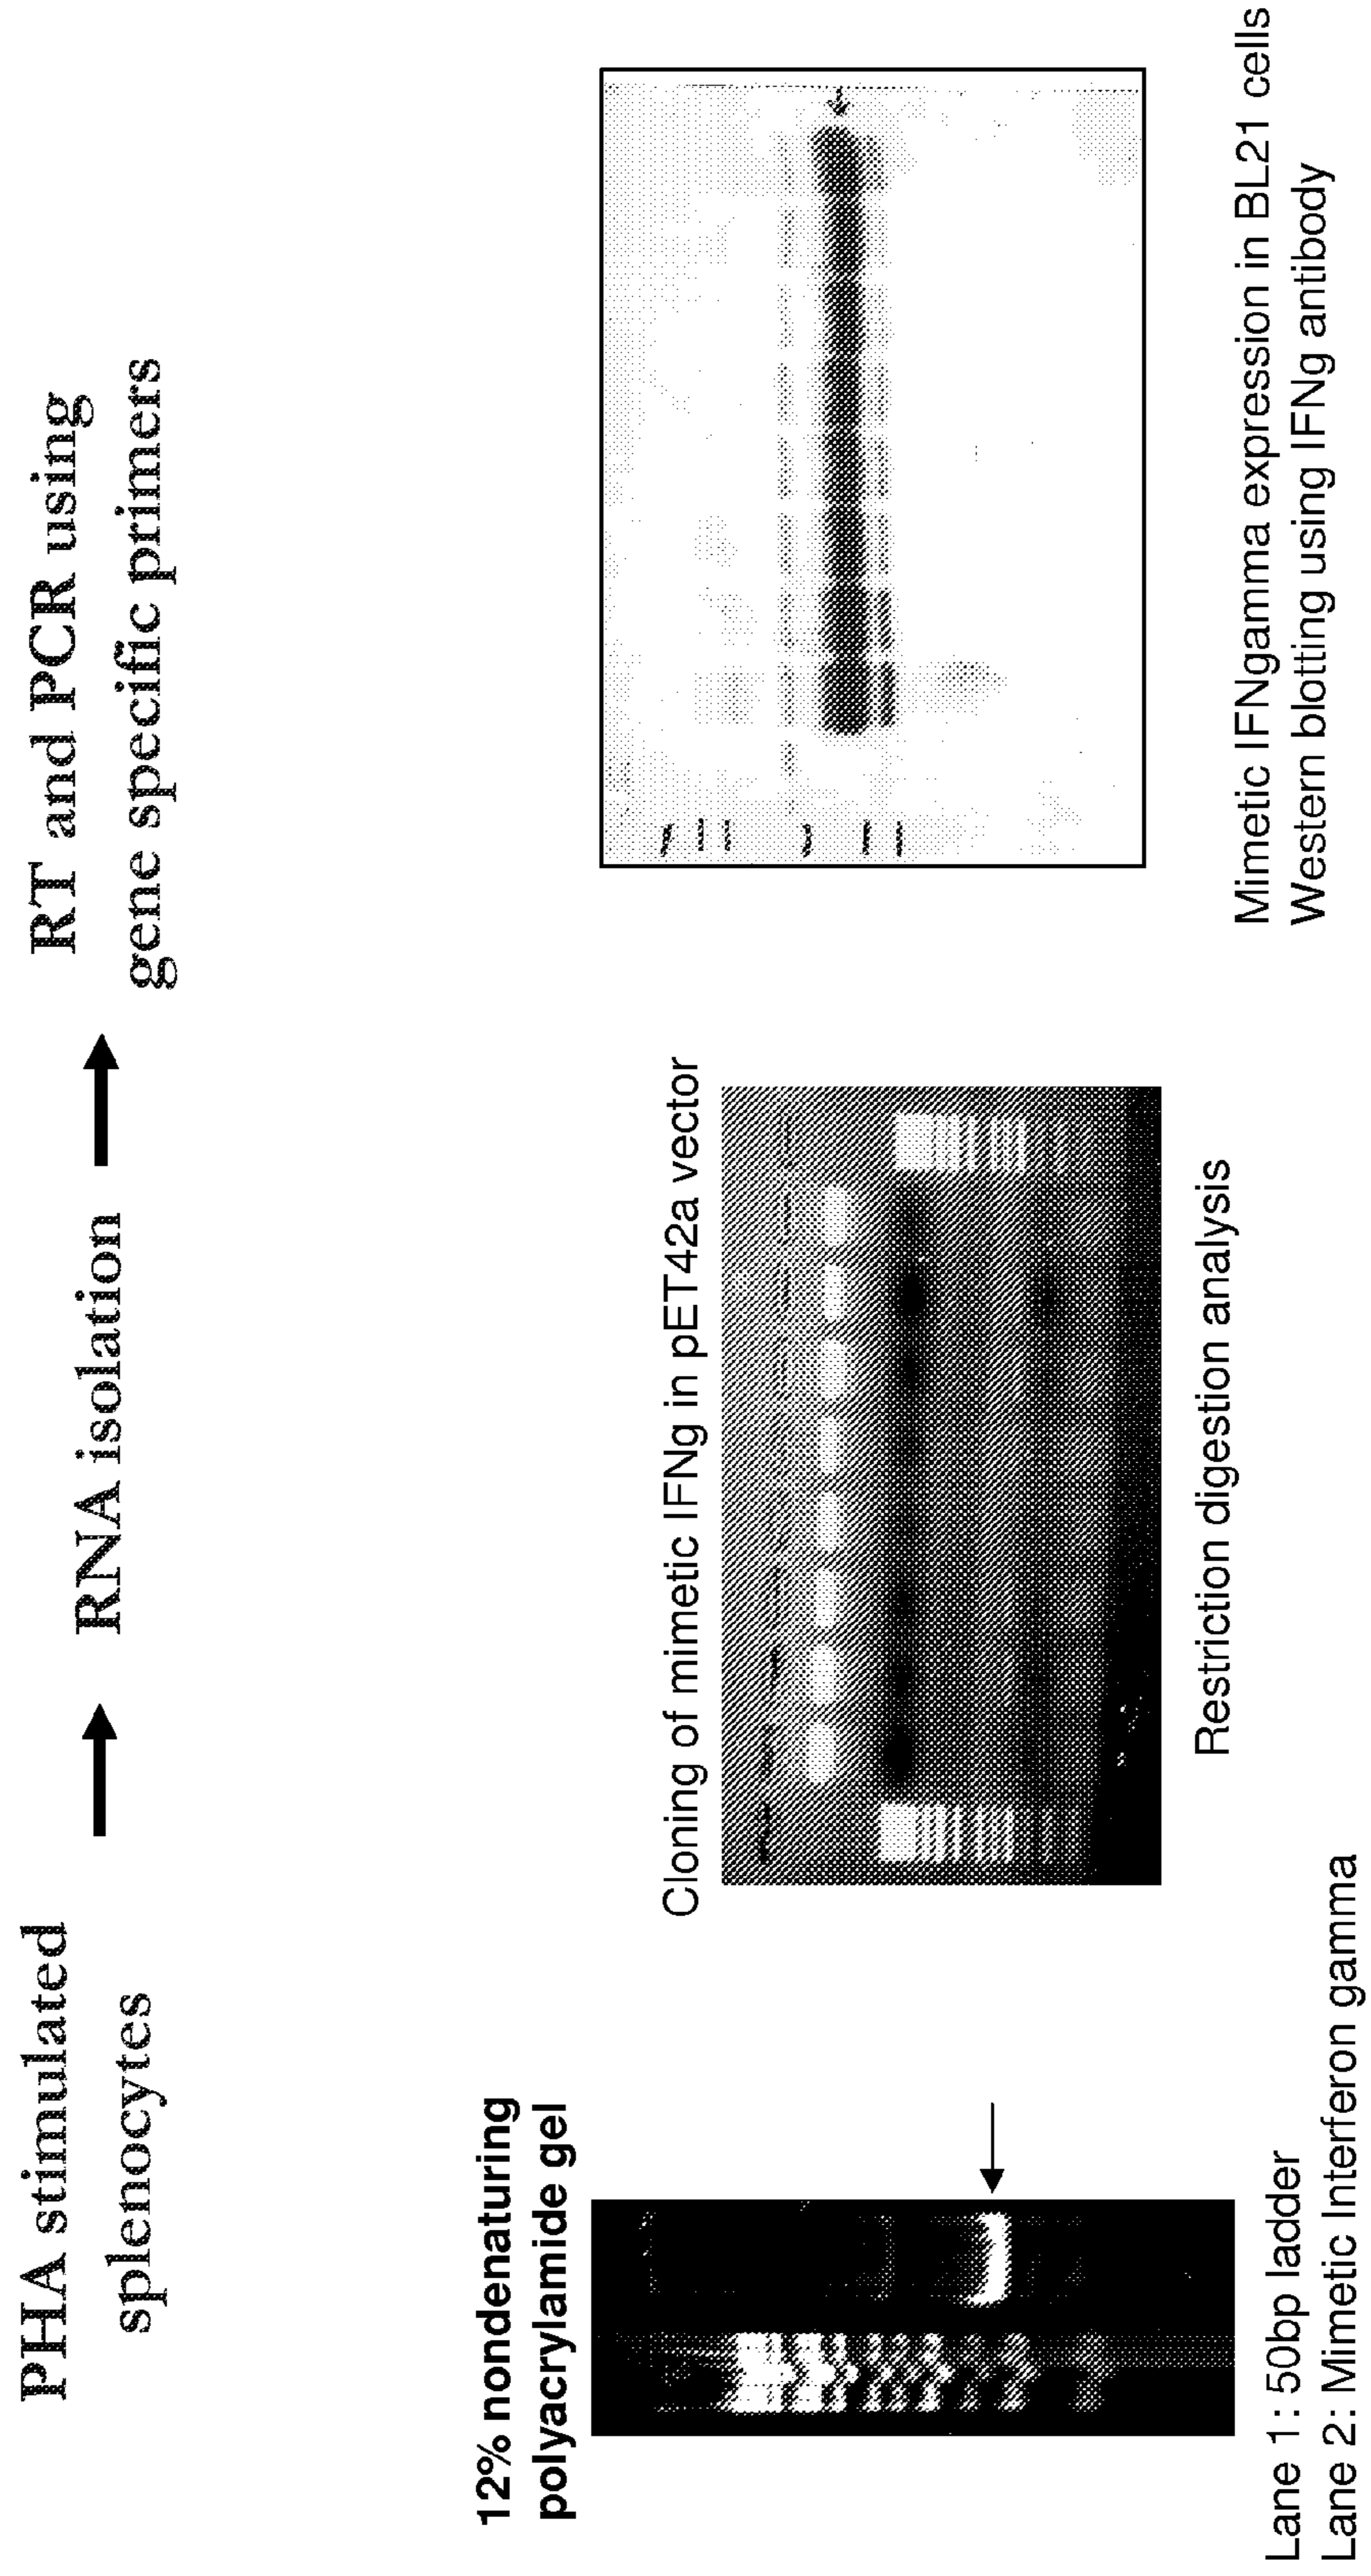 PHA stimulated
splenocytes
RNA isolation
RT and PCR using
gene specific primers
12% nondenaturing
polyacrylamide gel
Lane 1: 50bp ladder
Lane 2: Mimetic Interferon gamma
Cloning of mimetic IFNg in pET42a vector
Restriction digestion analysis
Mimetic IFNgamma expression in BL21 cells
Western blotting using IFNg antibody